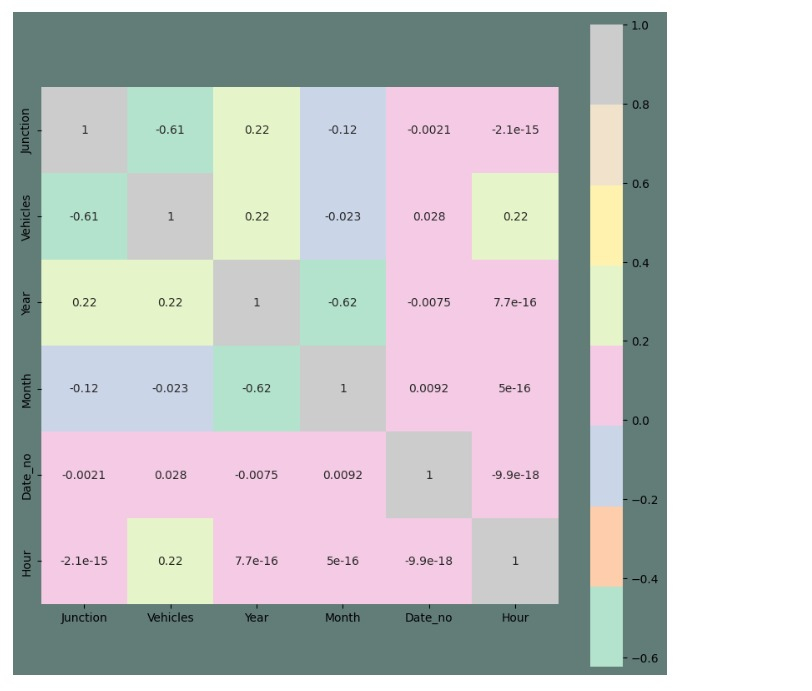 1.0
0.8
Junction 1 -0.61 0.22 -0.12 -0.0021 -2.1e-15
0.6
Vehicles -0.61 1 0.22 -0.023 0.028 0.22
0.4
Year 0.22 0.22 1 -0.62 -0.0075 7.7e-16
0.2
Month -0.12 -0.023 -0.62 1 0.0092 5e-16
0.0
−0.2
Date_no -0.0021 0.028 -0.0075 0.0092 1 -9.9e-18
Hour -2.1e-15 0.22 7.7e-16 5e-16 -9.9e-18 1
−0.4
Junction Vehicles Year Month Date_no Hour
−0.6